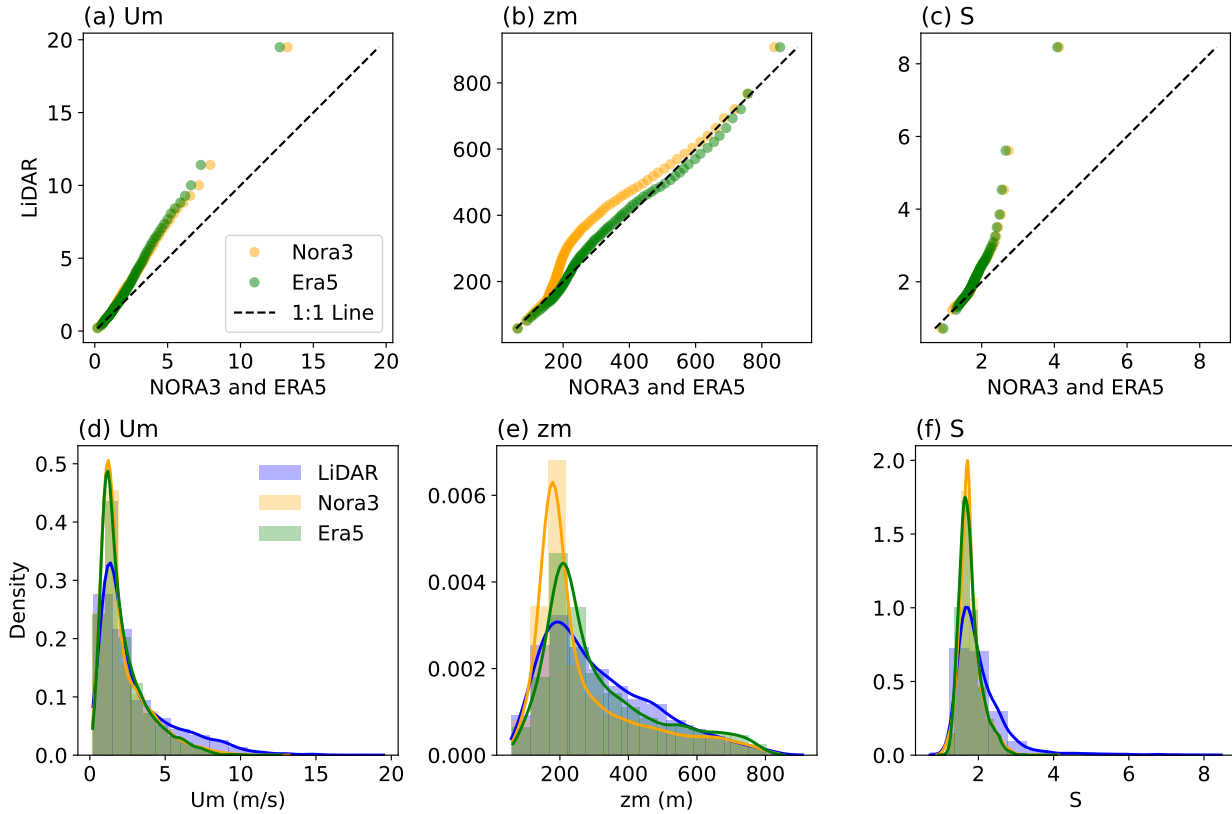 (a) Um
(b) zm
(c) S
LiDAR
20
15
10
5
0
0
5
10
15
20
NORA3 and ERA5
Nora3
Era5
1:1 Line
800
600
400
200
200
400
600
800
NORA3 and ERA5
8
6
4
2
2
4
6
8
NORA3 and ERA5
(d) Um
(e) zm
(f) S
Density
0.5
0.4
0.3
0.2
0.1
0.0
0
5
10
15
20
Um (m/s)
LiDAR
Nora3
Era5
0.006
0.004
0.002
0.000
200
400
600
800
zm (m)
2.0
1.5
1.0
0.5
0.0
2
4
6
8
S